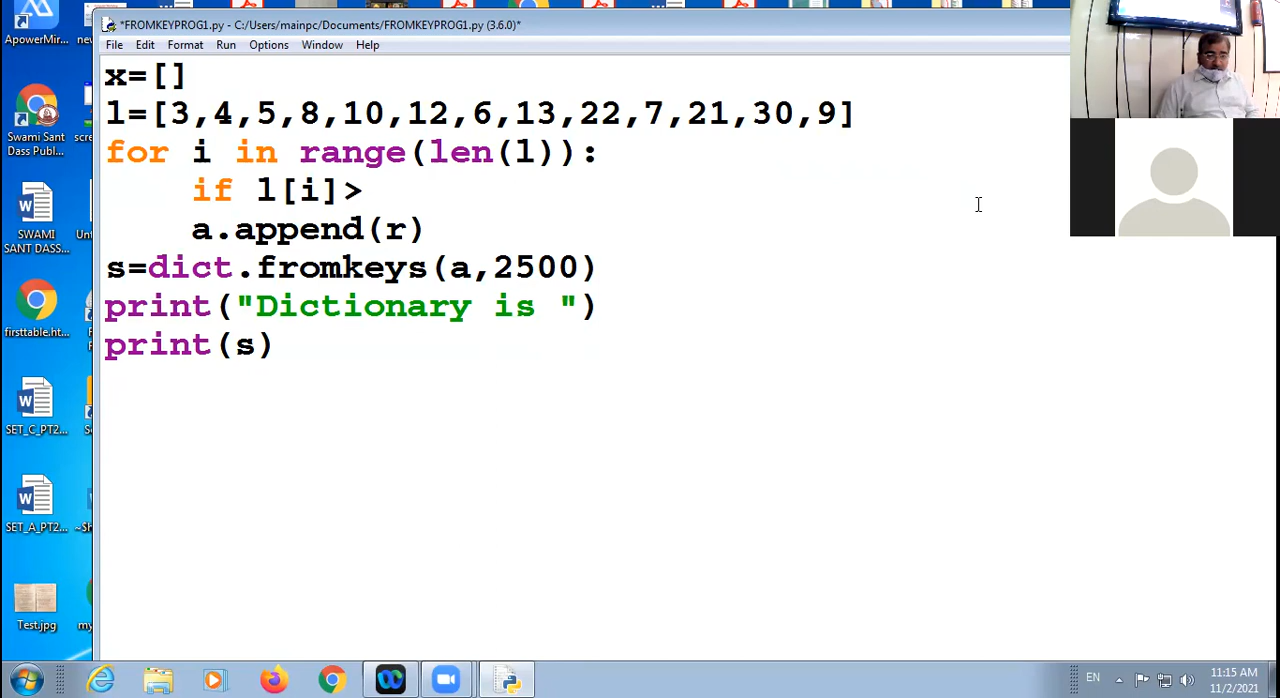 *FROMKEYPROG1.py - C:/Users/mainpc/Documents/FROMKEYPROG1.py (3.6.0)*
File Edit Format Run Options Window Help
x=[]
l=[3,4,5,8,10,12,6,13,22,7,21,30,9]
for i in range(len(l)):
if l[i]>
a.append(r)
s=dict.fromkeys(a,2500)
print("Dictionary is ")
print(s)
ApowerMir...
Swami Sant
Dass Publ...
SWAMI
SANT DASS...
firsttable.ht...
SET_C_PT2...
SET_A_PT2...
Test.jpg
EN
11:15 AM
11/2/2021